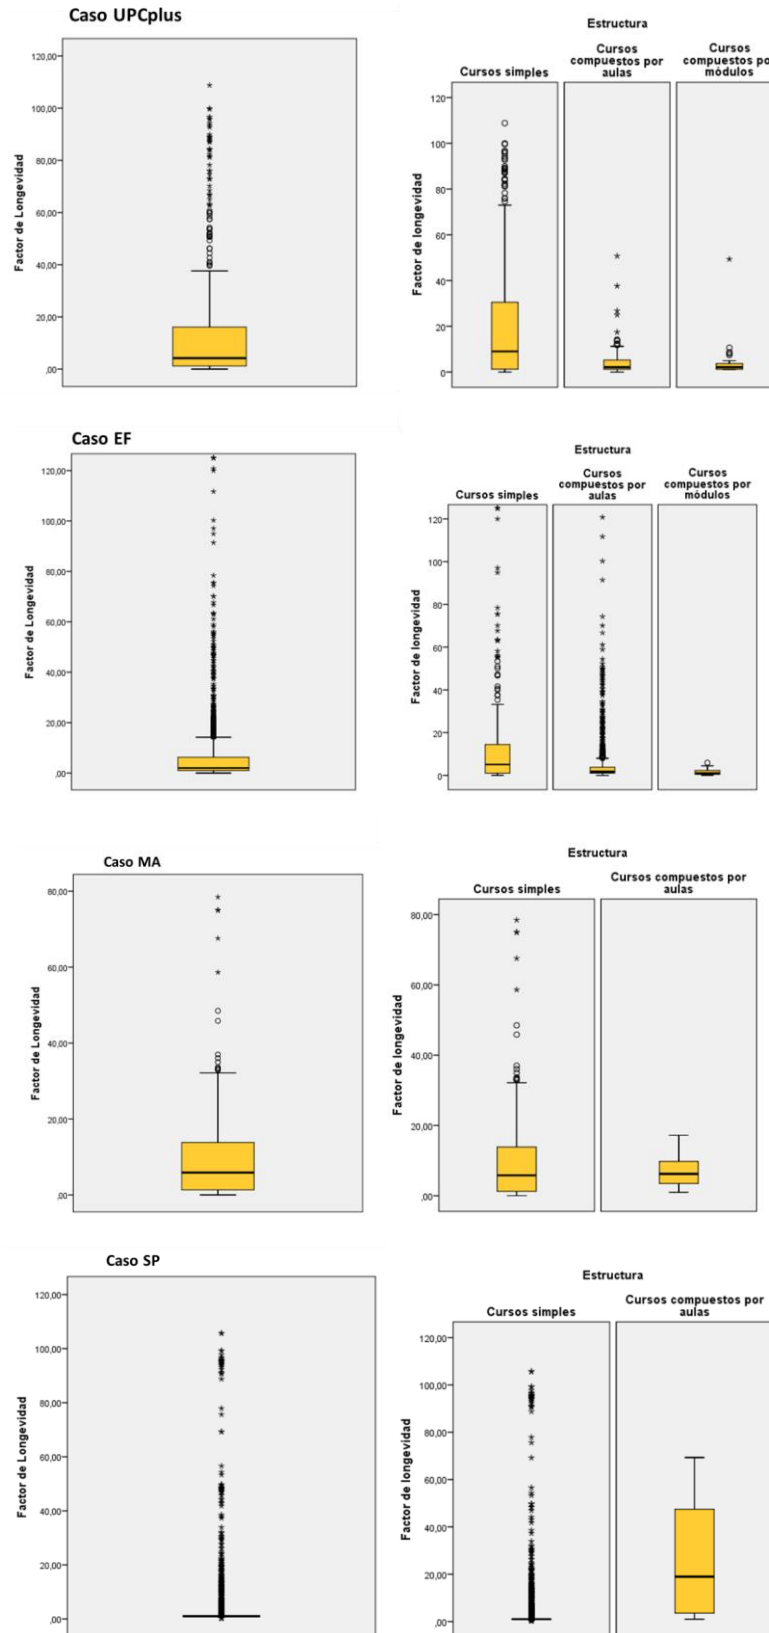 Caso UPCplus
Factor de Longevidad
120,00
100,00
80,00
60,00
40,00
20,00
,00
Estructura
Cursos simples
Cursos
compuestos por
aulas
Cursos
compuestos por
módulos
Factor de longevidad
120
100
80
60
40
20
0
Caso EF
Factor de Longevidad
120,00
100,00
80,00
60,00
40,00
20,00
,00
Estructura
Cursos simples
Cursos
compuestos por
aulas
Cursos
compuestos por
módulos
Factor de longevidad
120
100
80
60
40
20
0
Caso MA
Factor de Longevidad
80,00
60,00
40,00
20,00
,00
Estructura
Cursos simples
Cursos compuestos por
aulas
Factor de longevidad
80,00
60,00
40,00
20,00
,00
Caso SP
Factor de Longevidad
120,00
100,00
80,00
60,00
40,00
20,00
,00
Estructura
Cursos simples
Cursos compuestos por
aulas
Factor de longevidad
120,00
100,00
80,00
60,00
40,00
20,00
,00